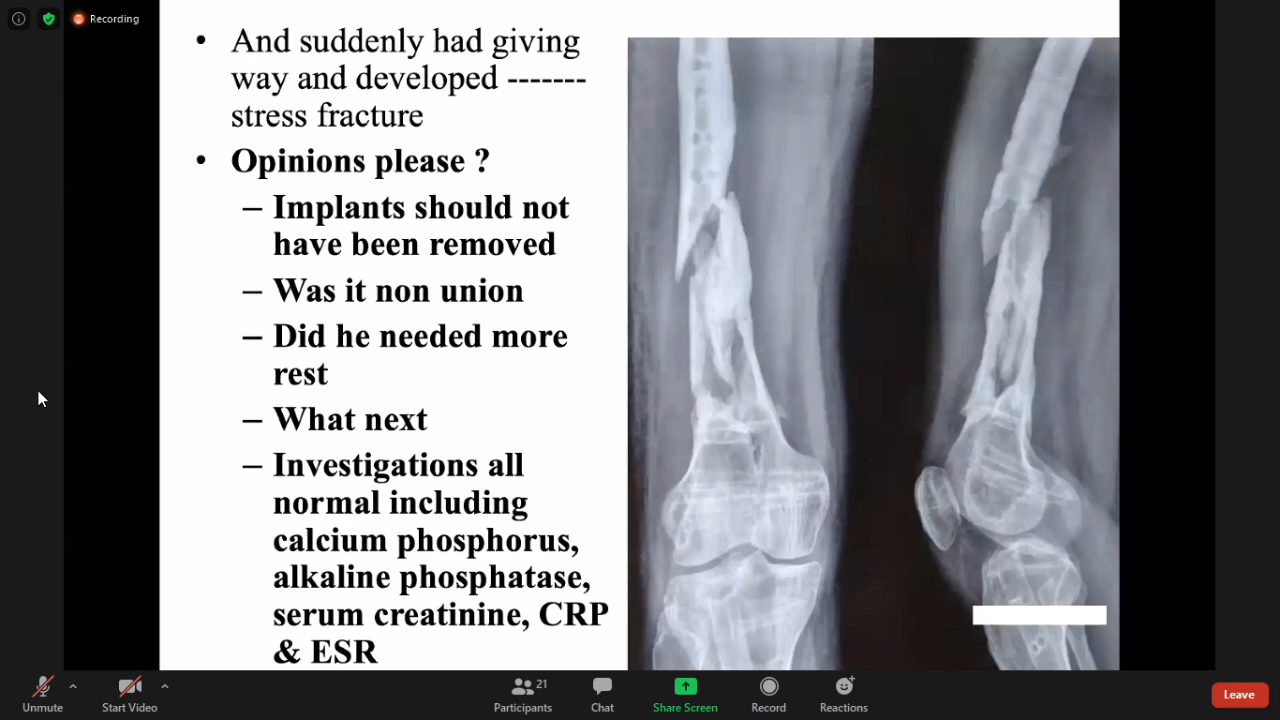 Recording
• And suddenly had giving
way and developed -------
stress fracture
• Opinions please ?
– Implants should not
have been removed
– Was it non union
– Did he needed more
rest
– What next
– Investigations all
normal including
calcium phosphorus,
alkaline phosphatase,
serum creatinine, CRP
& ESR
Unmute
Start Video
Participants
21
Chat
Share Screen
Record
Reactions
Leave